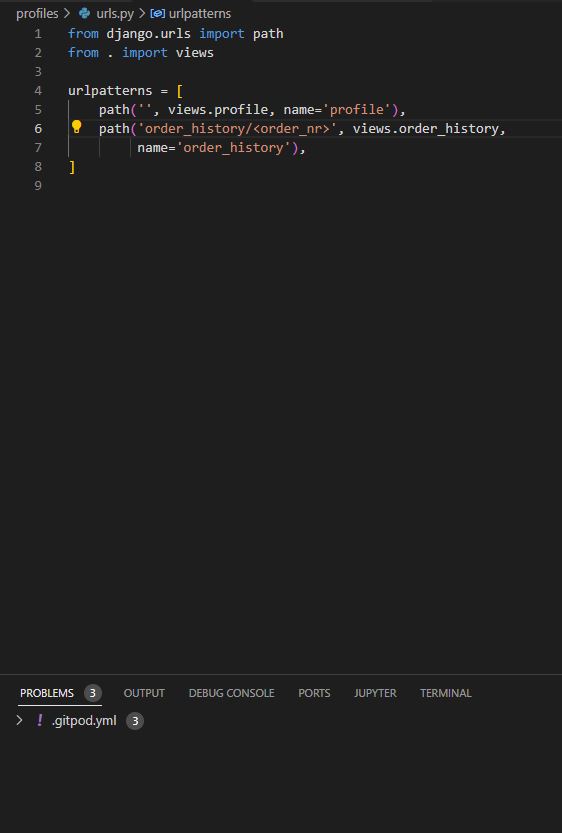 profiles > urls.py > urlpatterns
1 from django.urls import path
2 from . import views
3
4 urlpatterns = [
5     path('', views.profile, name='profile'),
6     path('order_history/<order_nr>', views.order_history,
7          name='order_history'),
8 ]
9
PROBLEMS 3 OUTPUT DEBUG CONSOLE PORTS JUPYTER TERMINAL
> ! .gitpod.yml 3